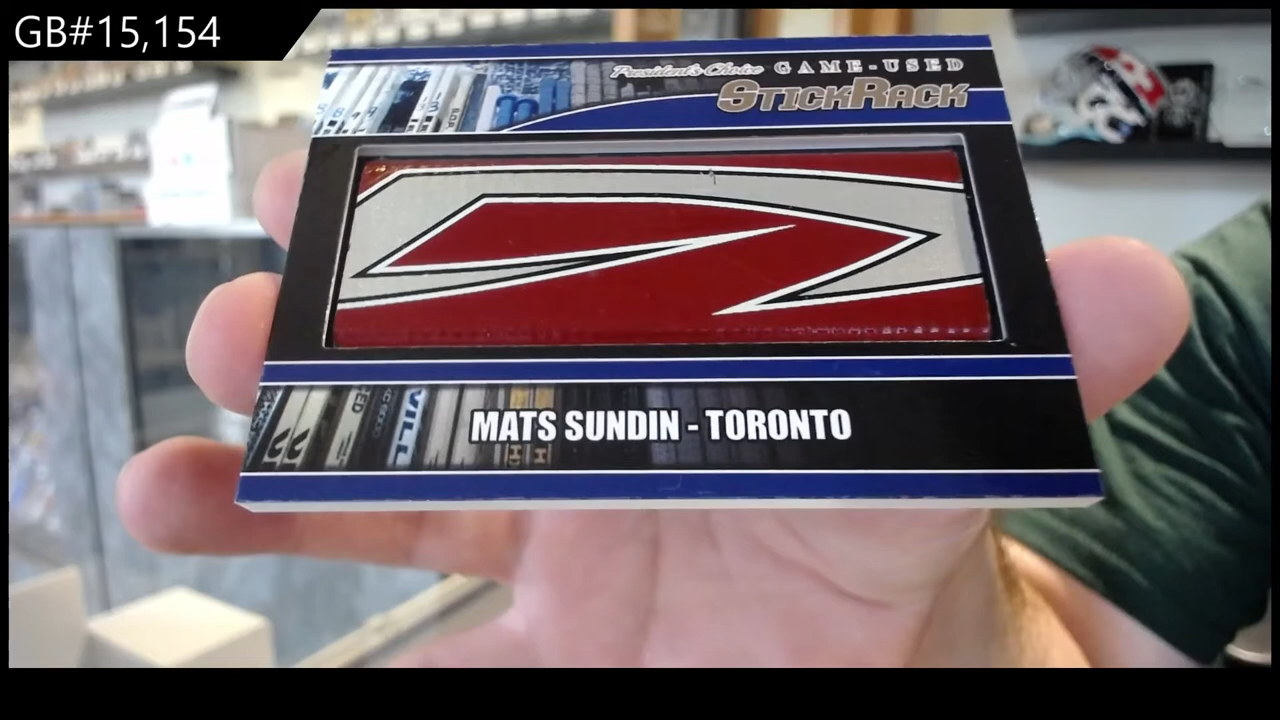 GB#15,154
President's Choice GAME-USED
STICKRACK
MATS SUNDIN - TORONTO